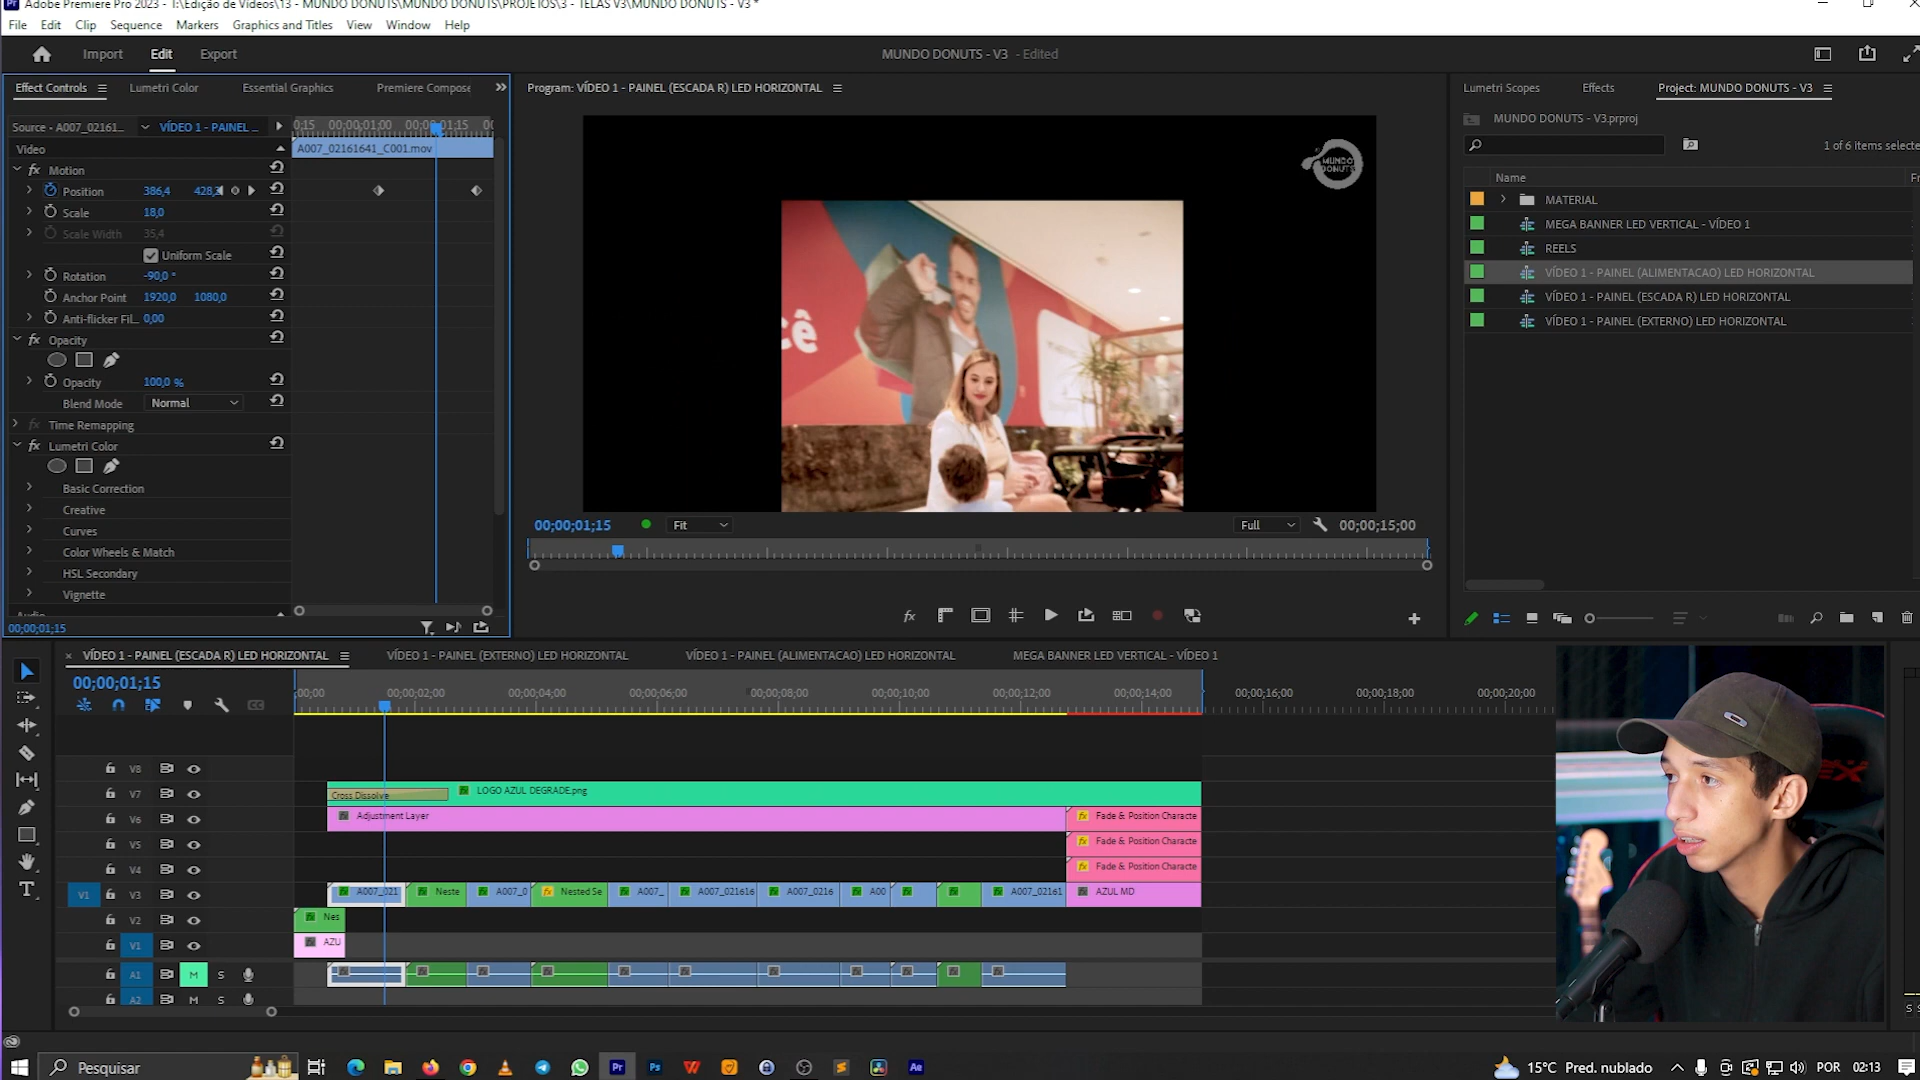 Adobe Premiere Pro 2023 - T:\Edição de Vídeos\13 - MUNDO DONUTS\MUNDO DONUTS\PROJETOS\3 - TELAS V3\MUNDO DONUTS - V3 *
File Edit Clip Sequence Markers Graphics and Titles View Window Help
Import Edit Export
MUNDO DONUTS - V3 - Edited
Effect Controls Lumetri Color Essential Graphics Premiere Compose
Program: VÍDEO 1 - PAINEL (ESCADA R) LED HORIZONTAL
Lumetri Scopes Effects Project: MUNDO DONUTS - V3
Source - A007_02161... VÍDEO 1 - PAINEL ...
0;15 00;00;01;00 00;00;01;15
Video
A007_02161641_C001.mov
fx Motion
Position 386,4 428,3
Scale 18,0
Scale Width 35,4
Uniform Scale
Rotation -90,0 °
Anchor Point 1920,0 1080,0
Anti-flicker Fil... 0,00
fx Opacity
Opacity 100,0 %
Blend Mode Normal
fx Time Remapping
fx Lumetri Color
Basic Correction
Creative
Curves
Color Wheels & Match
HSL Secondary
Vignette
Audio
00;00;01;15
MUNDO
DONUTS
cê
00;00;01;15 Fit Full 00;00;15;00
fx
MUNDO DONUTS - V3.prproj
1 of 6 items selecte
Name
MATERIAL
MEGA BANNER LED VERTICAL - VÍDEO 1
REELS
VÍDEO 1 - PAINEL (ALIMENTACAO) LED HORIZONTAL
VÍDEO 1 - PAINEL (ESCADA R) LED HORIZONTAL
VÍDEO 1 - PAINEL (EXTERNO) LED HORIZONTAL
× VÍDEO 1 - PAINEL (ESCADA R) LED HORIZONTAL VÍDEO 1 - PAINEL (EXTERNO) LED HORIZONTAL VÍDEO 1 - PAINEL (ALIMENTACAO) LED HORIZONTAL MEGA BANNER LED VERTICAL - VÍDEO 1
00;00;01;15
;00;00 00;00;02;00 00;00;04;00 00;00;06;00 00;00;08;00 00;00;10;00 00;00;12;00 00;00;14;00 00;00;16;00 00;00;18;00 00;00;20;00
V8
V7 Cross Dissolve LOGO AZUL DEGRADE.png
V6 Adjustment Layer Fade & Position Characte
V5 Fade & Position Characte
V4 Fade & Position Characte
V1 V3 A007_021 Neste A007_0 Nested Se A007_ A007_021616 A007_0216 A00 A007_02161 AZUL MD
V2 Nes
V1 AZU
A1 M S
A2 M S
S S
Pesquisar
Pr Ps Ae
15°C Pred. nublado POR 02:13